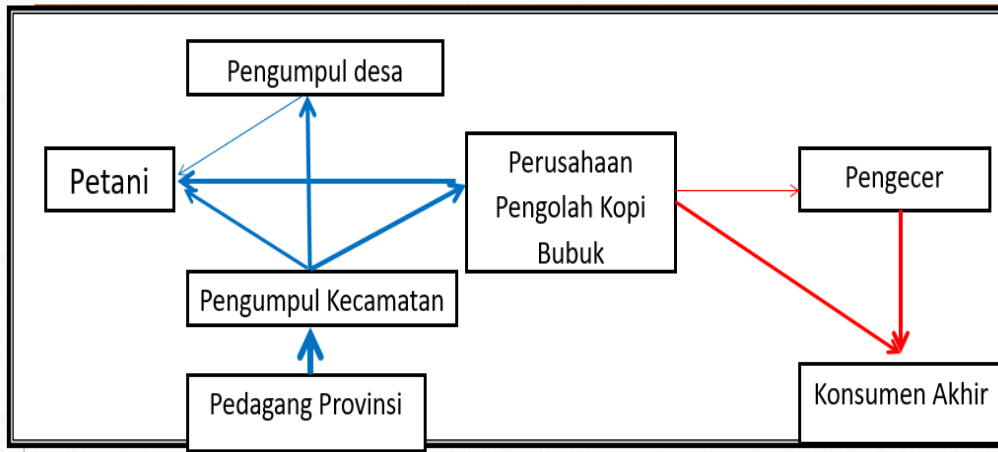 Pengumpul desa
Petani
Perusahaan
Pengolah Kopi
Bubuk
Pengecer
Pengumpul Kecamatan
Pedagang Provinsi
Konsumen Akhir